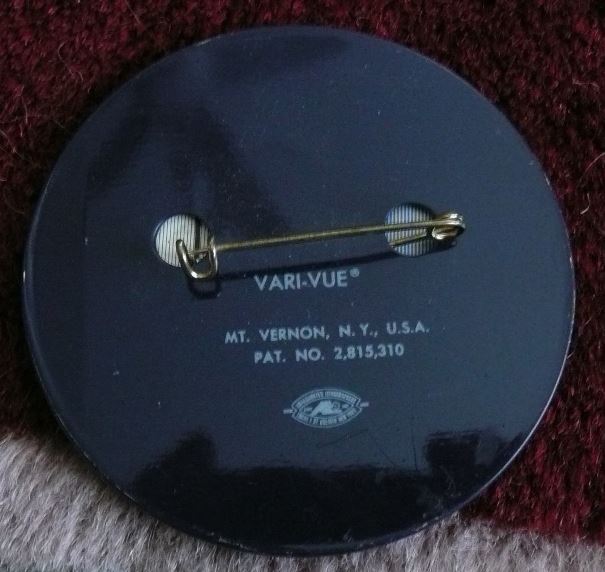 VARI-VUE®
MT. VERNON, N. Y., U.S.A.
PAT. NO. 2,815,310